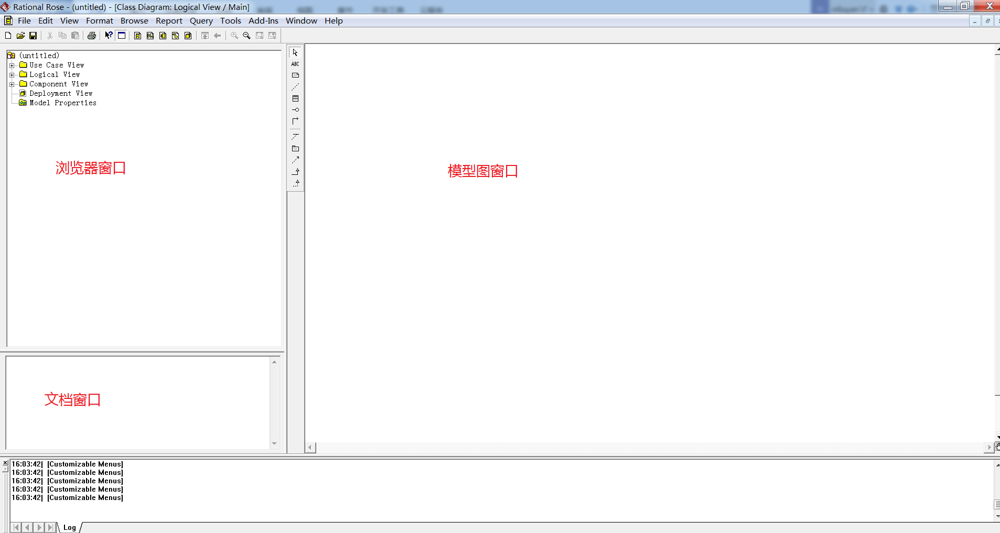 Rational Rose - (untitled) - [Class Diagram: Logical View / Main]
File Edit View Format Browse Report Query Tools Add-Ins Window Help
(untitled)
Use Case View
Logical View
Component View
Deployment View
Model Properties
ABC
浏览器窗口
模型图窗口
文档窗口
16:03:42| [Customizable Menus]
16:03:42| [Customizable Menus]
16:03:42| [Customizable Menus]
16:03:42| [Customizable Menus]
16:03:42| [Customizable Menus]
Log